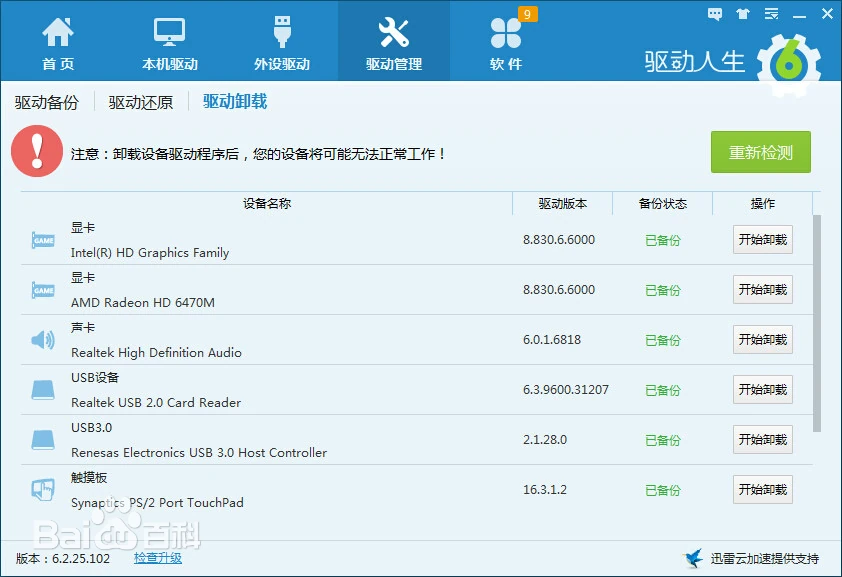 9
首页
本机驱动
外设驱动
驱动管理
软件
驱动人生
6
驱动备份
驱动还原
驱动卸载
注意：卸载设备驱动程序后，您的设备将可能无法正常工作！
重新检测
设备名称 驱动版本 备份状态 操作
GAME
显卡
Intel(R) HD Graphics Family
8.830.6.6000 已备份 开始卸载
GAME
显卡
AMD Radeon HD 6470M
8.830.6.6000 已备份 开始卸载
声卡
Realtek High Definition Audio
6.0.1.6818 已备份 开始卸载
USB设备
Realtek USB 2.0 Card Reader
6.3.9600.31207 已备份 开始卸载
USB3.0
Renesas Electronics USB 3.0 Host Controller
2.1.28.0 已备份 开始卸载
触摸板
Synaptics PS/2 Port TouchPad
16.3.1.2 已备份 开始卸载
Bai百科
版本：6.2.25.102 检查升级
迅雷云加速提供支持